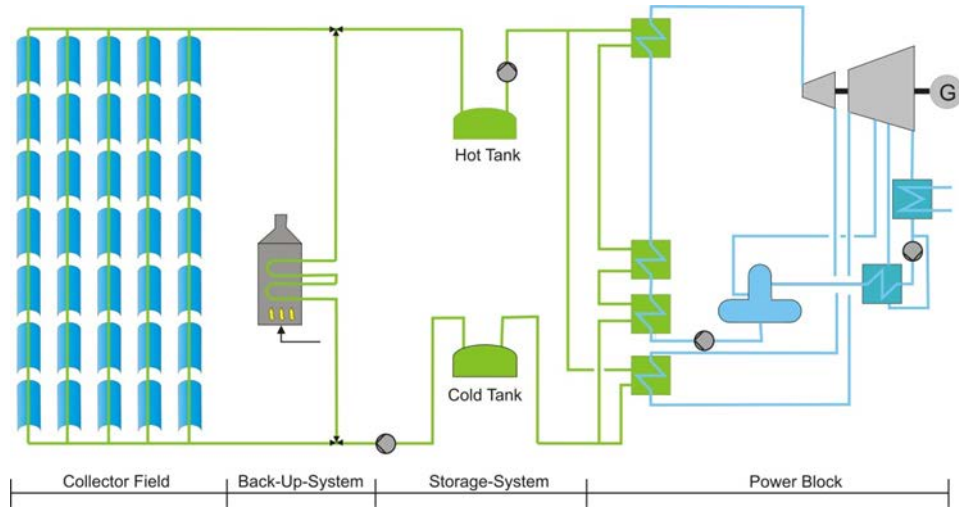 G
Hot Tank
Cold Tank
Collector Field
Back-Up-System
Storage-System
Power Block